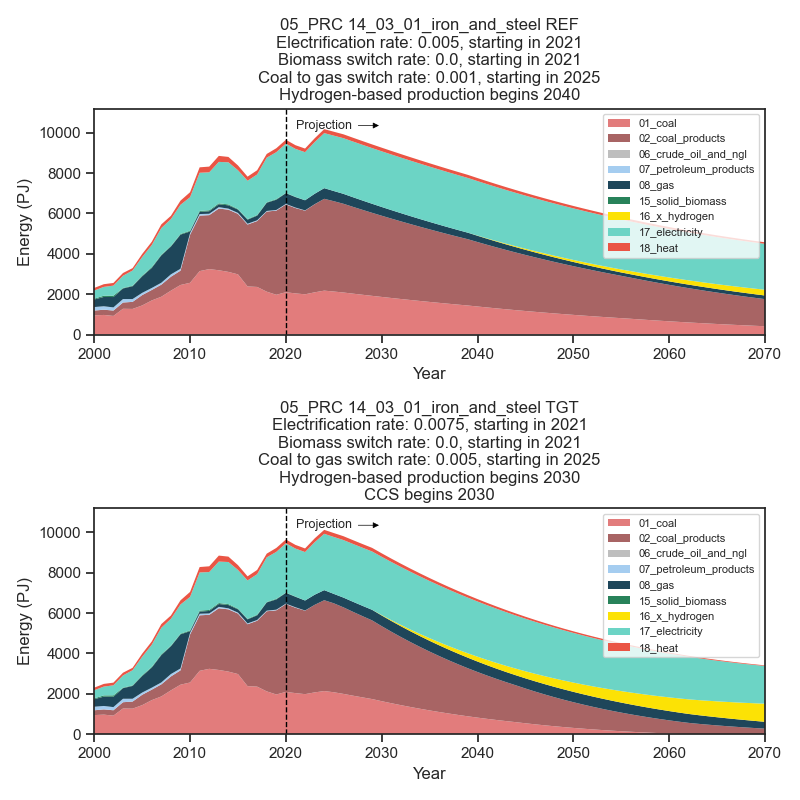 05_PRC 14_03_01_iron_and_steel REF
Electrification rate: 0.005, starting in 2021
Biomass switch rate: 0.0, starting in 2021
Coal to gas switch rate: 0.001, starting in 2025
Hydrogen-based production begins 2040
Projection
01_coal
02_coal_products
06_crude_oil_and_ngl
07_petroleum_products
08_gas
15_solid_biomass
16_x_hydrogen
17_electricity
18_heat
Energy (PJ)
10000
8000
6000
4000
2000
0
2000 2010 2020 2030 2040 2050 2060 2070
Year
05_PRC 14_03_01_iron_and_steel TGT
Electrification rate: 0.0075, starting in 2021
Biomass switch rate: 0.0, starting in 2021
Coal to gas switch rate: 0.005, starting in 2025
Hydrogen-based production begins 2030
CCS begins 2030
Projection
01_coal
02_coal_products
06_crude_oil_and_ngl
07_petroleum_products
08_gas
15_solid_biomass
16_x_hydrogen
17_electricity
18_heat
Energy (PJ)
10000
8000
6000
4000
2000
0
2000 2010 2020 2030 2040 2050 2060 2070
Year